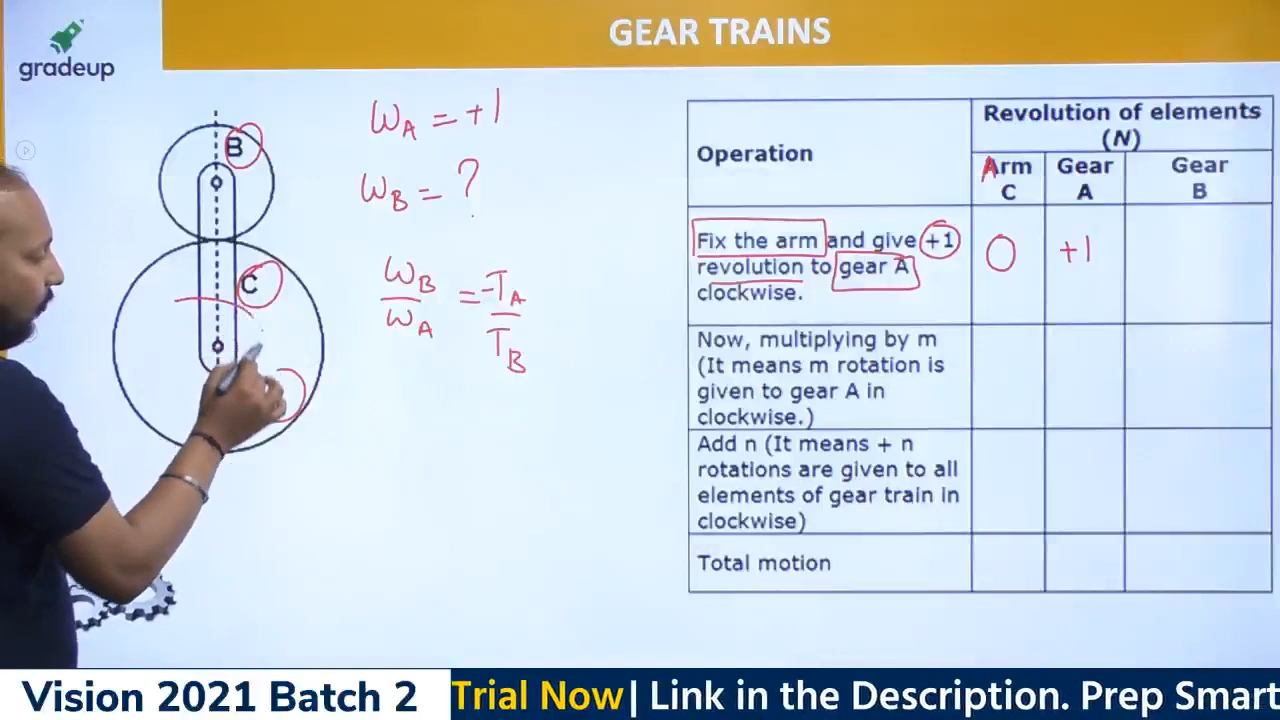 GEAR TRAINS
gradeup
B
C
ωA = +1
ωB = ?
ωB / ωA = -TA / TB
Operation
Revolution of elements
(N)
Arm
C
Gear
A
Gear
B
Fix the arm and give +1
revolution to gear A
clockwise.
0
+1
Now, multiplying by m
(It means m rotation is
given to gear A in
clockwise.)
Add n (It means + n
rotations are given to all
elements of gear train in
clockwise)
Total motion
Vision 2021 Batch 2
Trial Now| Link in the Description. Prep Smart